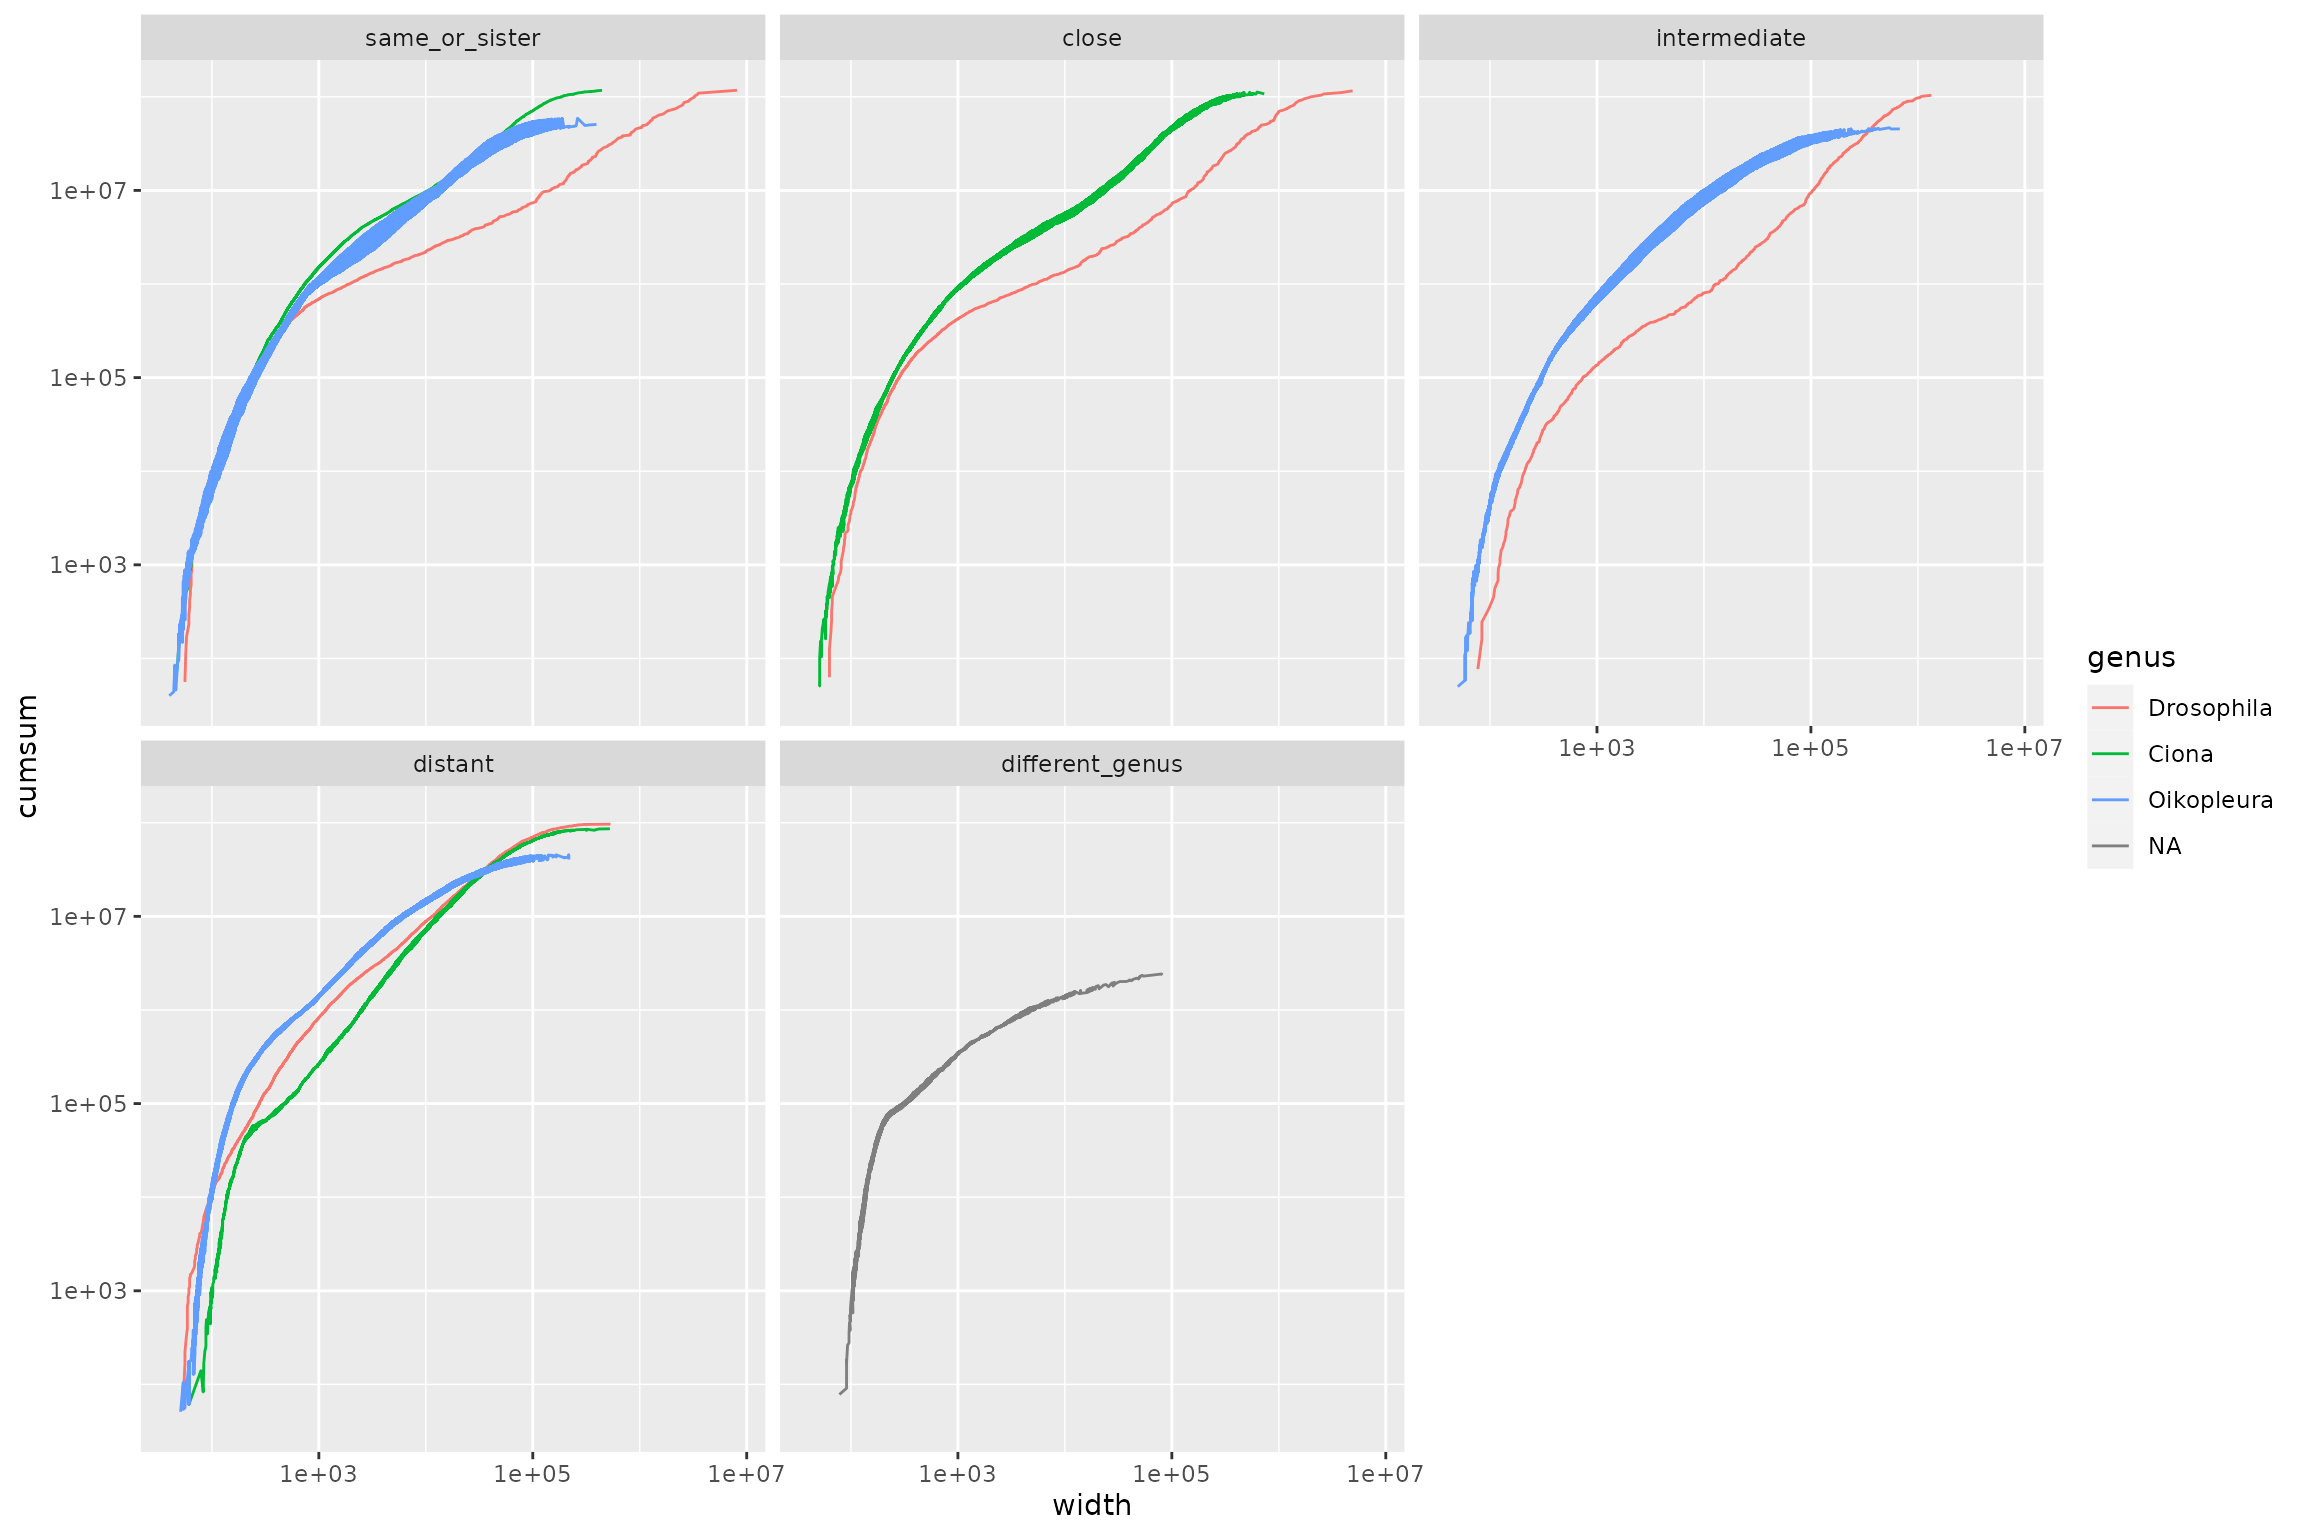 same_or_sister
close
intermediate
1e+07
1e+05
1e+03
1e+03 1e+05 1e+07
distant
different_genus
1e+07
1e+05
1e+03
1e+03 1e+05 1e+07
1e+03 1e+05 1e+07
width
cumsum
genus
Drosophila
Ciona
Oikopleura
NA